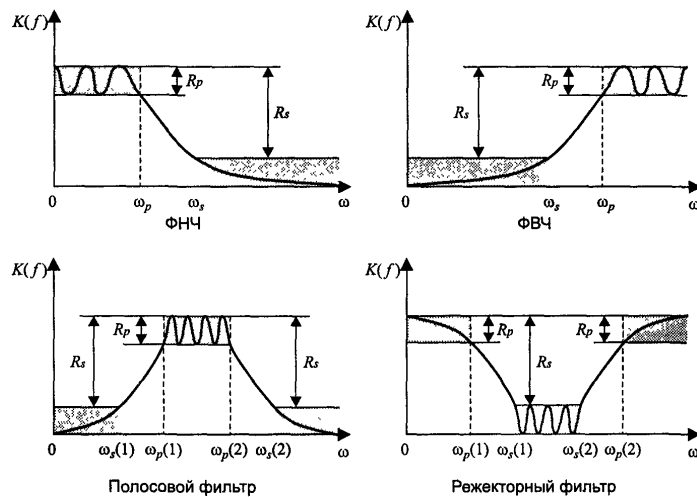 K(f)
Rp
Rs
0
ωp
ωs
ω
ФНЧ
K(f)
Rp
Rs
0
ωs
ωp
ω
ФВЧ
K(f)
Rs
Rp
Rs
0
ωs(1)
ωp(1)
ωp(2)
ωs(2)
ω
Полосовой фильтр
K(f)
Rp
Rs
Rp
0
ωp(1)
ωs(1)
ωs(2)
ωp(2)
ω
Режекторный фильтр